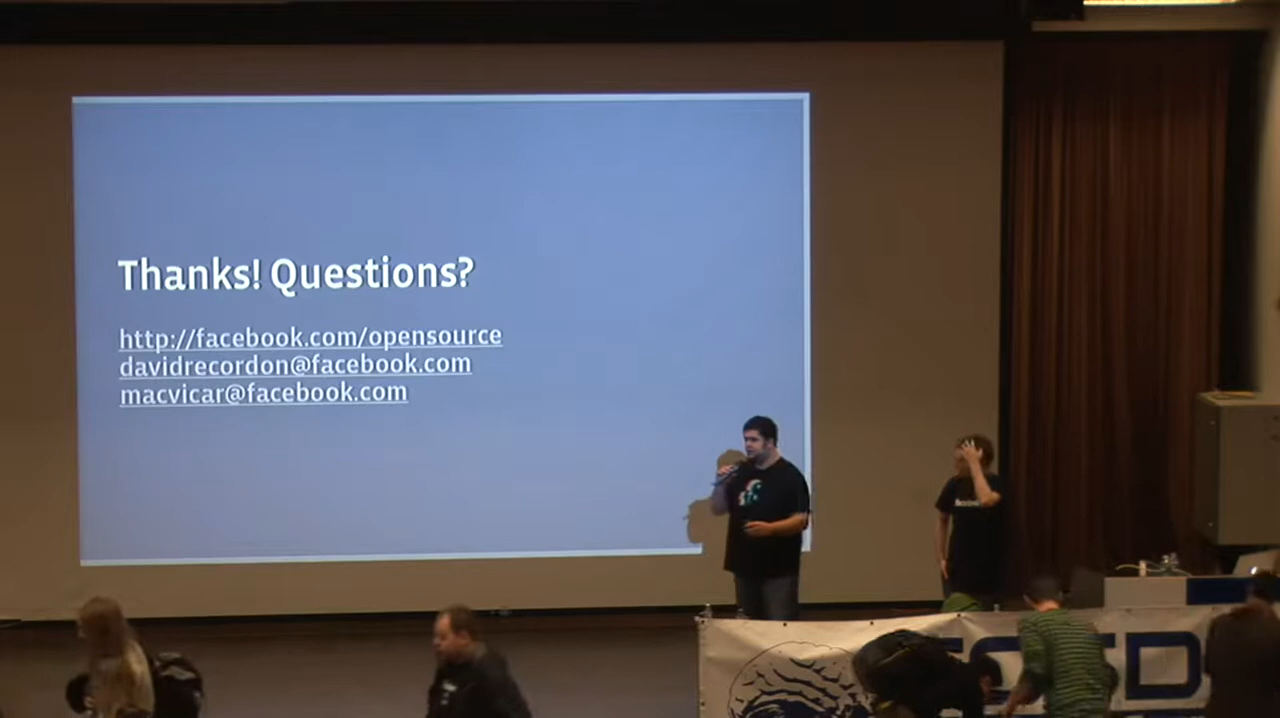 Thanks! Questions?
http://facebook.com/opensource
davidrecordon@facebook.com
macvicar@facebook.com